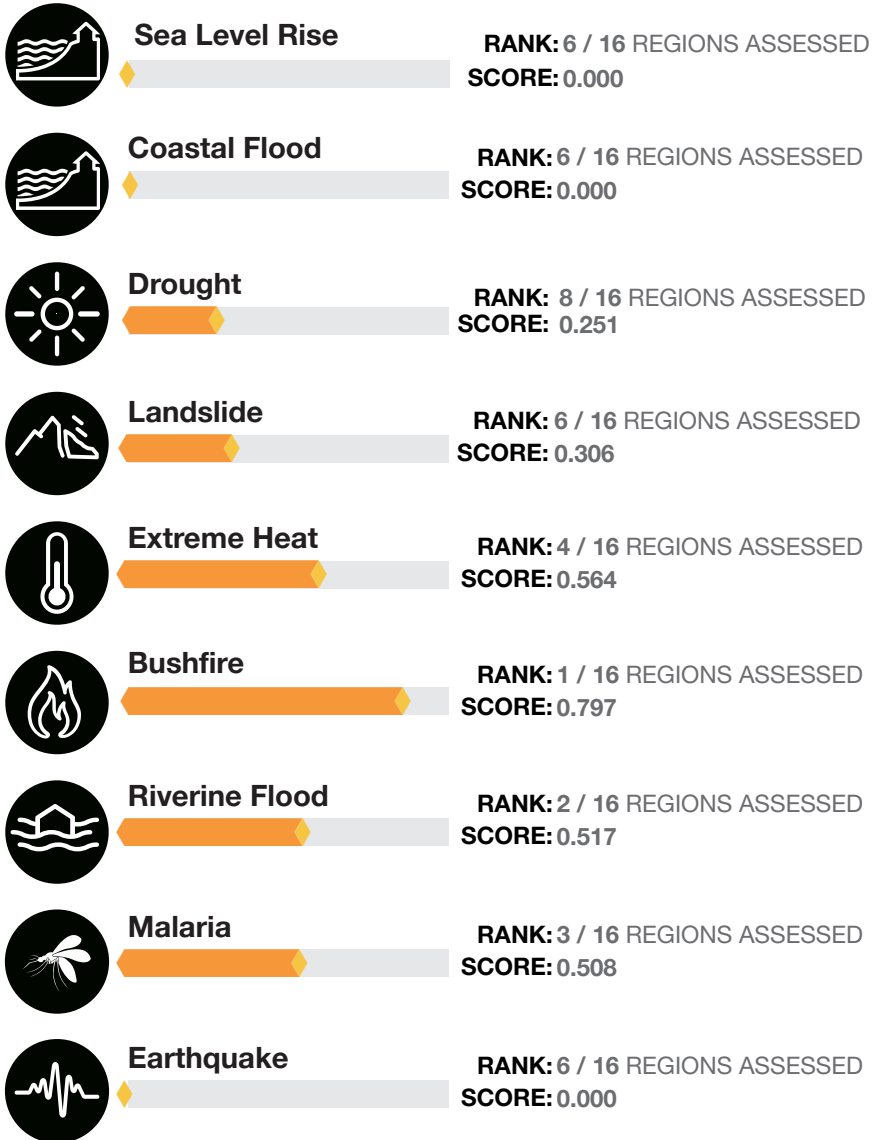 Sea Level Rise
RANK: 6 / 16 REGIONS ASSESSED
SCORE: 0.000
Coastal Flood
RANK: 6 / 16 REGIONS ASSESSED
SCORE: 0.000
Drought
RANK: 8 / 16 REGIONS ASSESSED
SCORE: 0.251
Landslide
RANK: 6 / 16 REGIONS ASSESSED
SCORE: 0.306
Extreme Heat
RANK: 4 / 16 REGIONS ASSESSED
SCORE: 0.564
Bushfire
RANK: 1 / 16 REGIONS ASSESSED
SCORE: 0.797
Riverine Flood
RANK: 2 / 16 REGIONS ASSESSED
SCORE: 0.517
Malaria
RANK: 3 / 16 REGIONS ASSESSED
SCORE: 0.508
Earthquake
RANK: 6 / 16 REGIONS ASSESSED
SCORE: 0.000